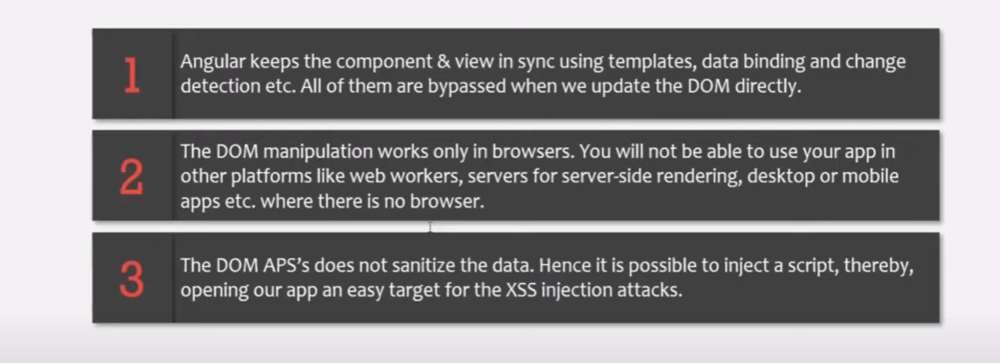 1
Angular keeps the component & view in sync using templates, data binding and change
detection etc. All of them are bypassed when we update the DOM directly.
2
The DOM manipulation works only in browsers. You will not be able to use your app in
other platforms like web workers, servers for server-side rendering, desktop or mobile
apps etc. where there is no browser.
3
The DOM APS’s does not sanitize the data. Hence it is possible to inject a script, thereby,
opening our app an easy target for the XSS injection attacks.